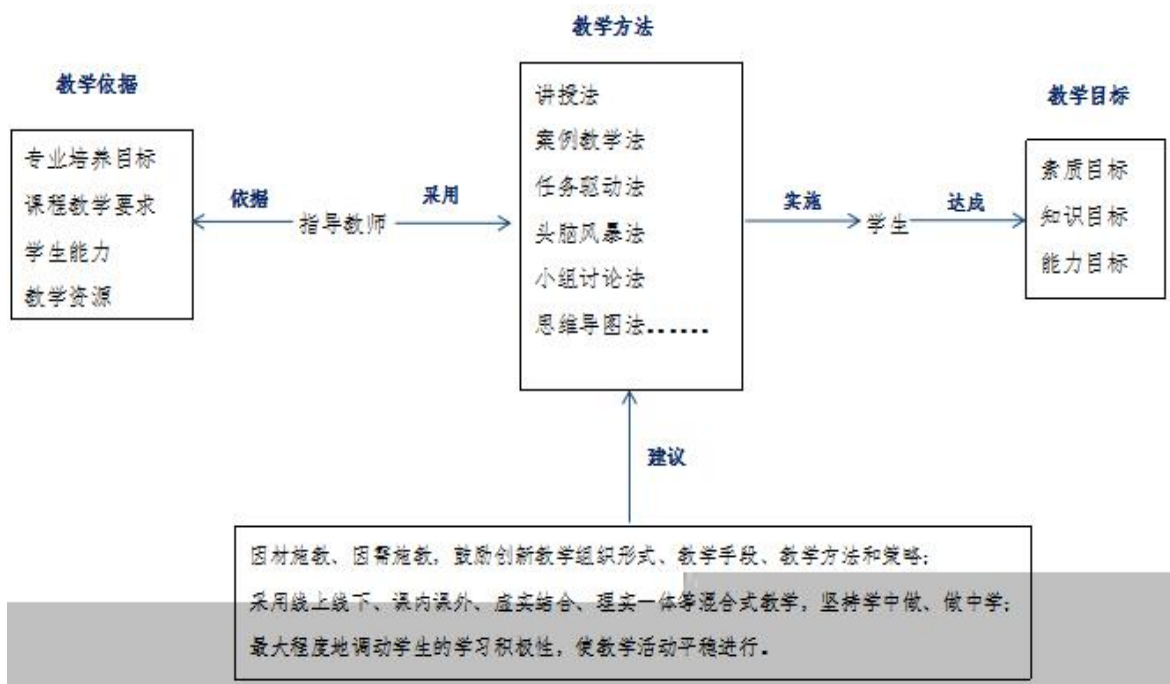 教学方法
教学依据
教学目标
讲授法
案例教学法
任务驱动法
头脑风暴法
小组讨论法
思维导图法......
专业培养目标
课程教学要求
学生能力
教学资源
依据
指导教师
采用
实施
学生
达成
素质目标
知识目标
能力目标
建议
因材施教、因需施教，鼓励创新教学组织形式、教学手段、教学方法和策略；
采用线上线下、课内课外、虚实结合、理实一体等混合式教学，坚持学中做、做中学；
最大程度地调动学生的学习积极性，使教学活动平稳进行。